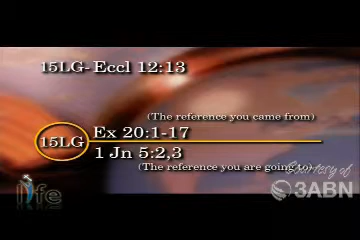 15LG- Eccl 12:13
(The reference you came from)
15LG
Ex 20:1-17
1 Jn 5:2,3
(The reference you are going to)
Courtesy of
3ABN
life